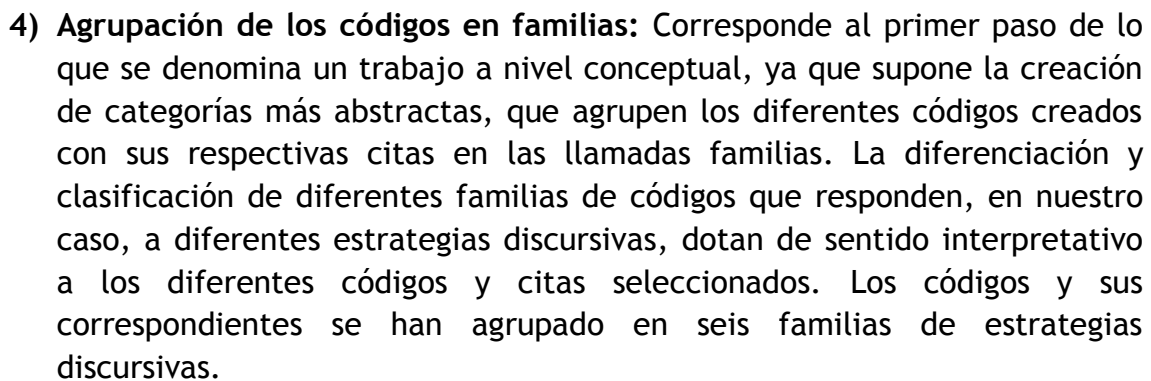 4) Agrupación de los códigos en familias: Corresponde al primer paso de lo
que se denomina un trabajo a nivel conceptual, ya que supone la creación
de categorías más abstractas, que agrupen los diferentes códigos creados
con sus respectivas citas en las llamadas familias. La diferenciación y
clasificación de diferentes familias de códigos que responden, en nuestro
caso, a diferentes estrategias discursivas, dotan de sentido interpretativo
a los diferentes códigos y citas seleccionados. Los códigos y sus
correspondientes se han agrupado en seis familias de estrategias
discursivas.